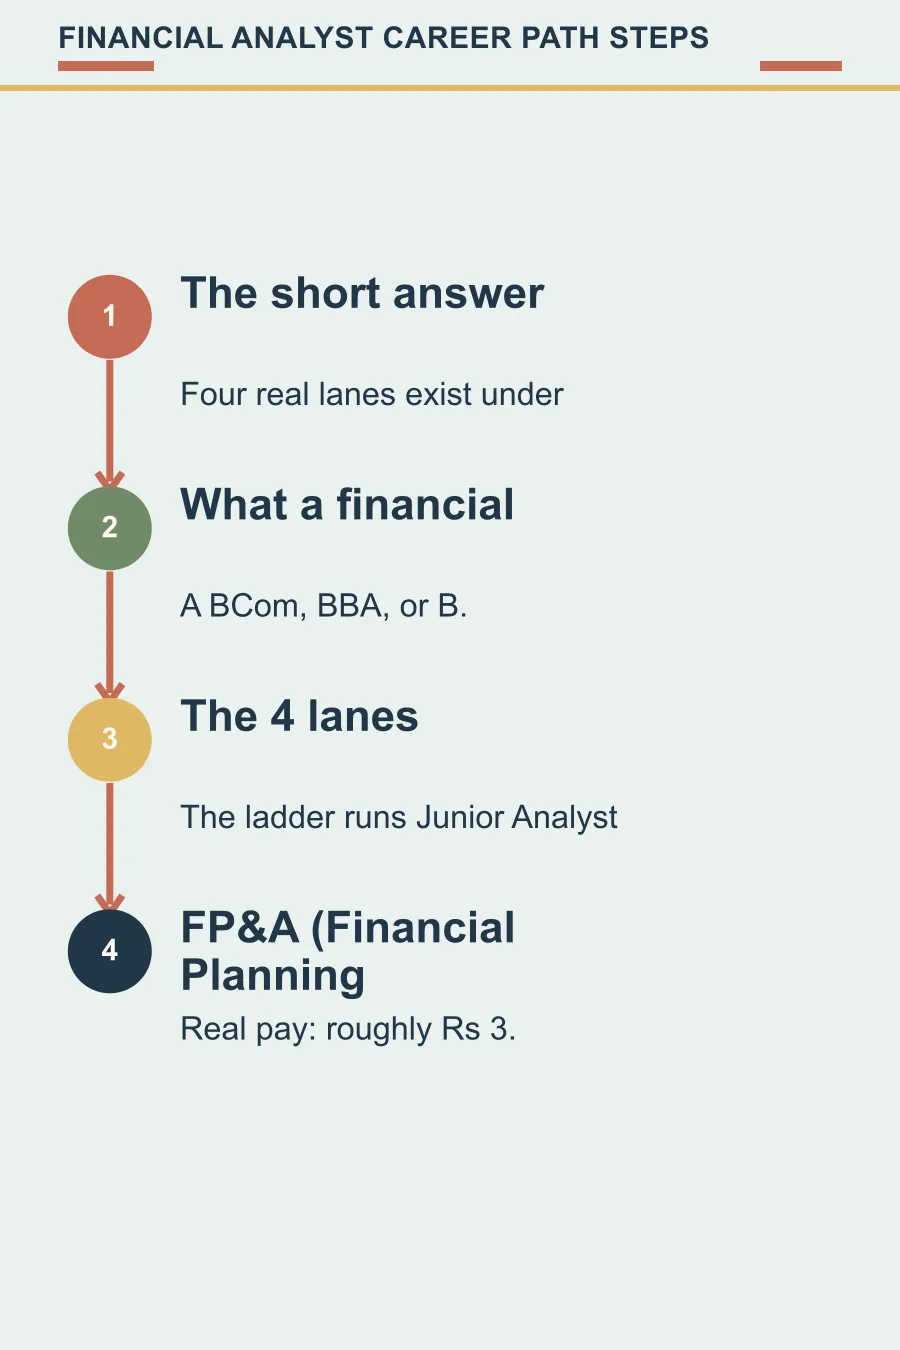 FINANCIAL ANALYST CAREER PATH STEPS
1
The short answer
Four real lanes exist under
2
What a financial
A BCom, BBA, or B.
3
The 4 lanes
The ladder runs Junior Analyst
4
FP&A (Financial
Planning
Real pay: roughly Rs 3.